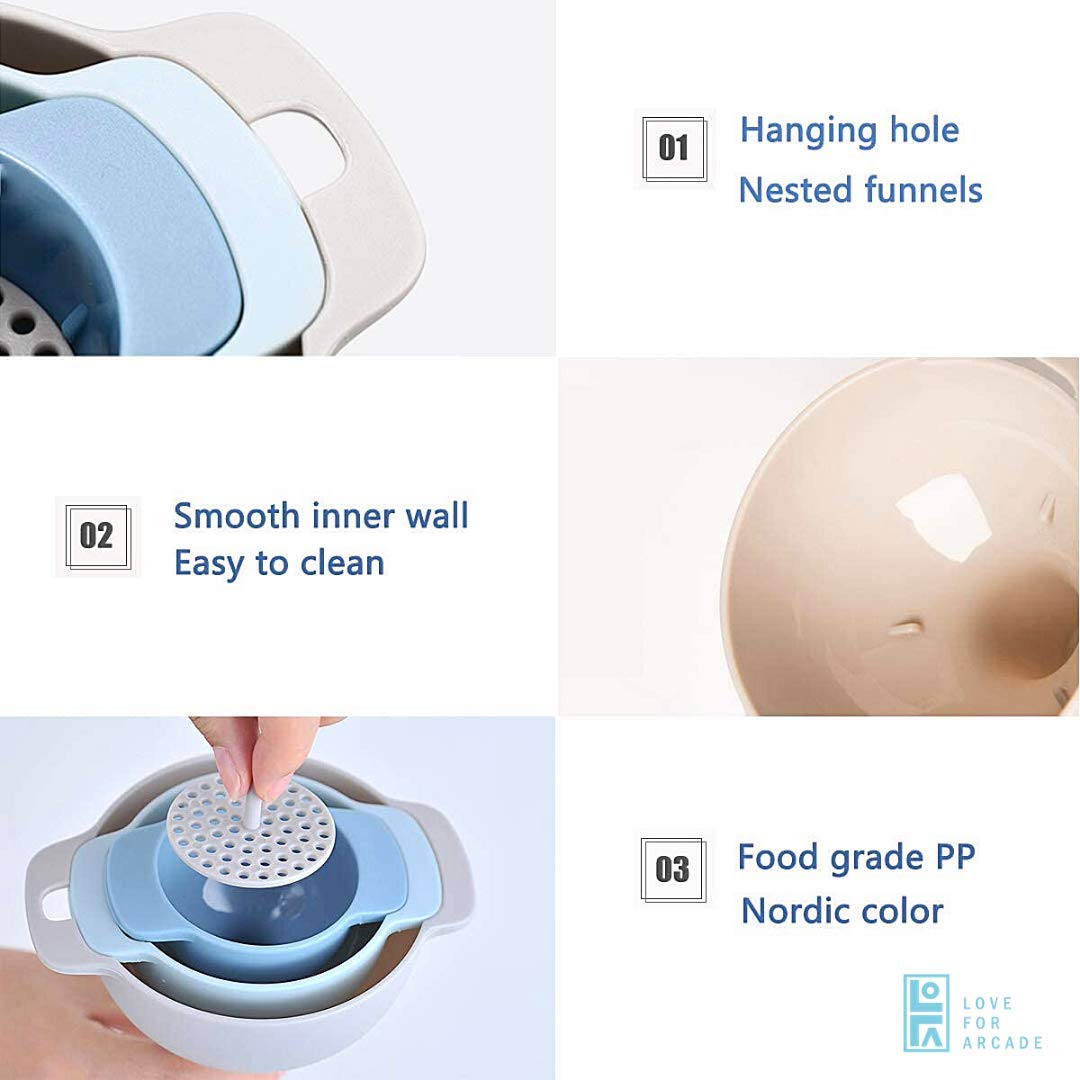 01
Hanging hole
Nested funnels
02
Smooth inner wall
Easy to clean
03
Food grade PP
Nordic color
LOFA
LOVE
FOR
ARCADE